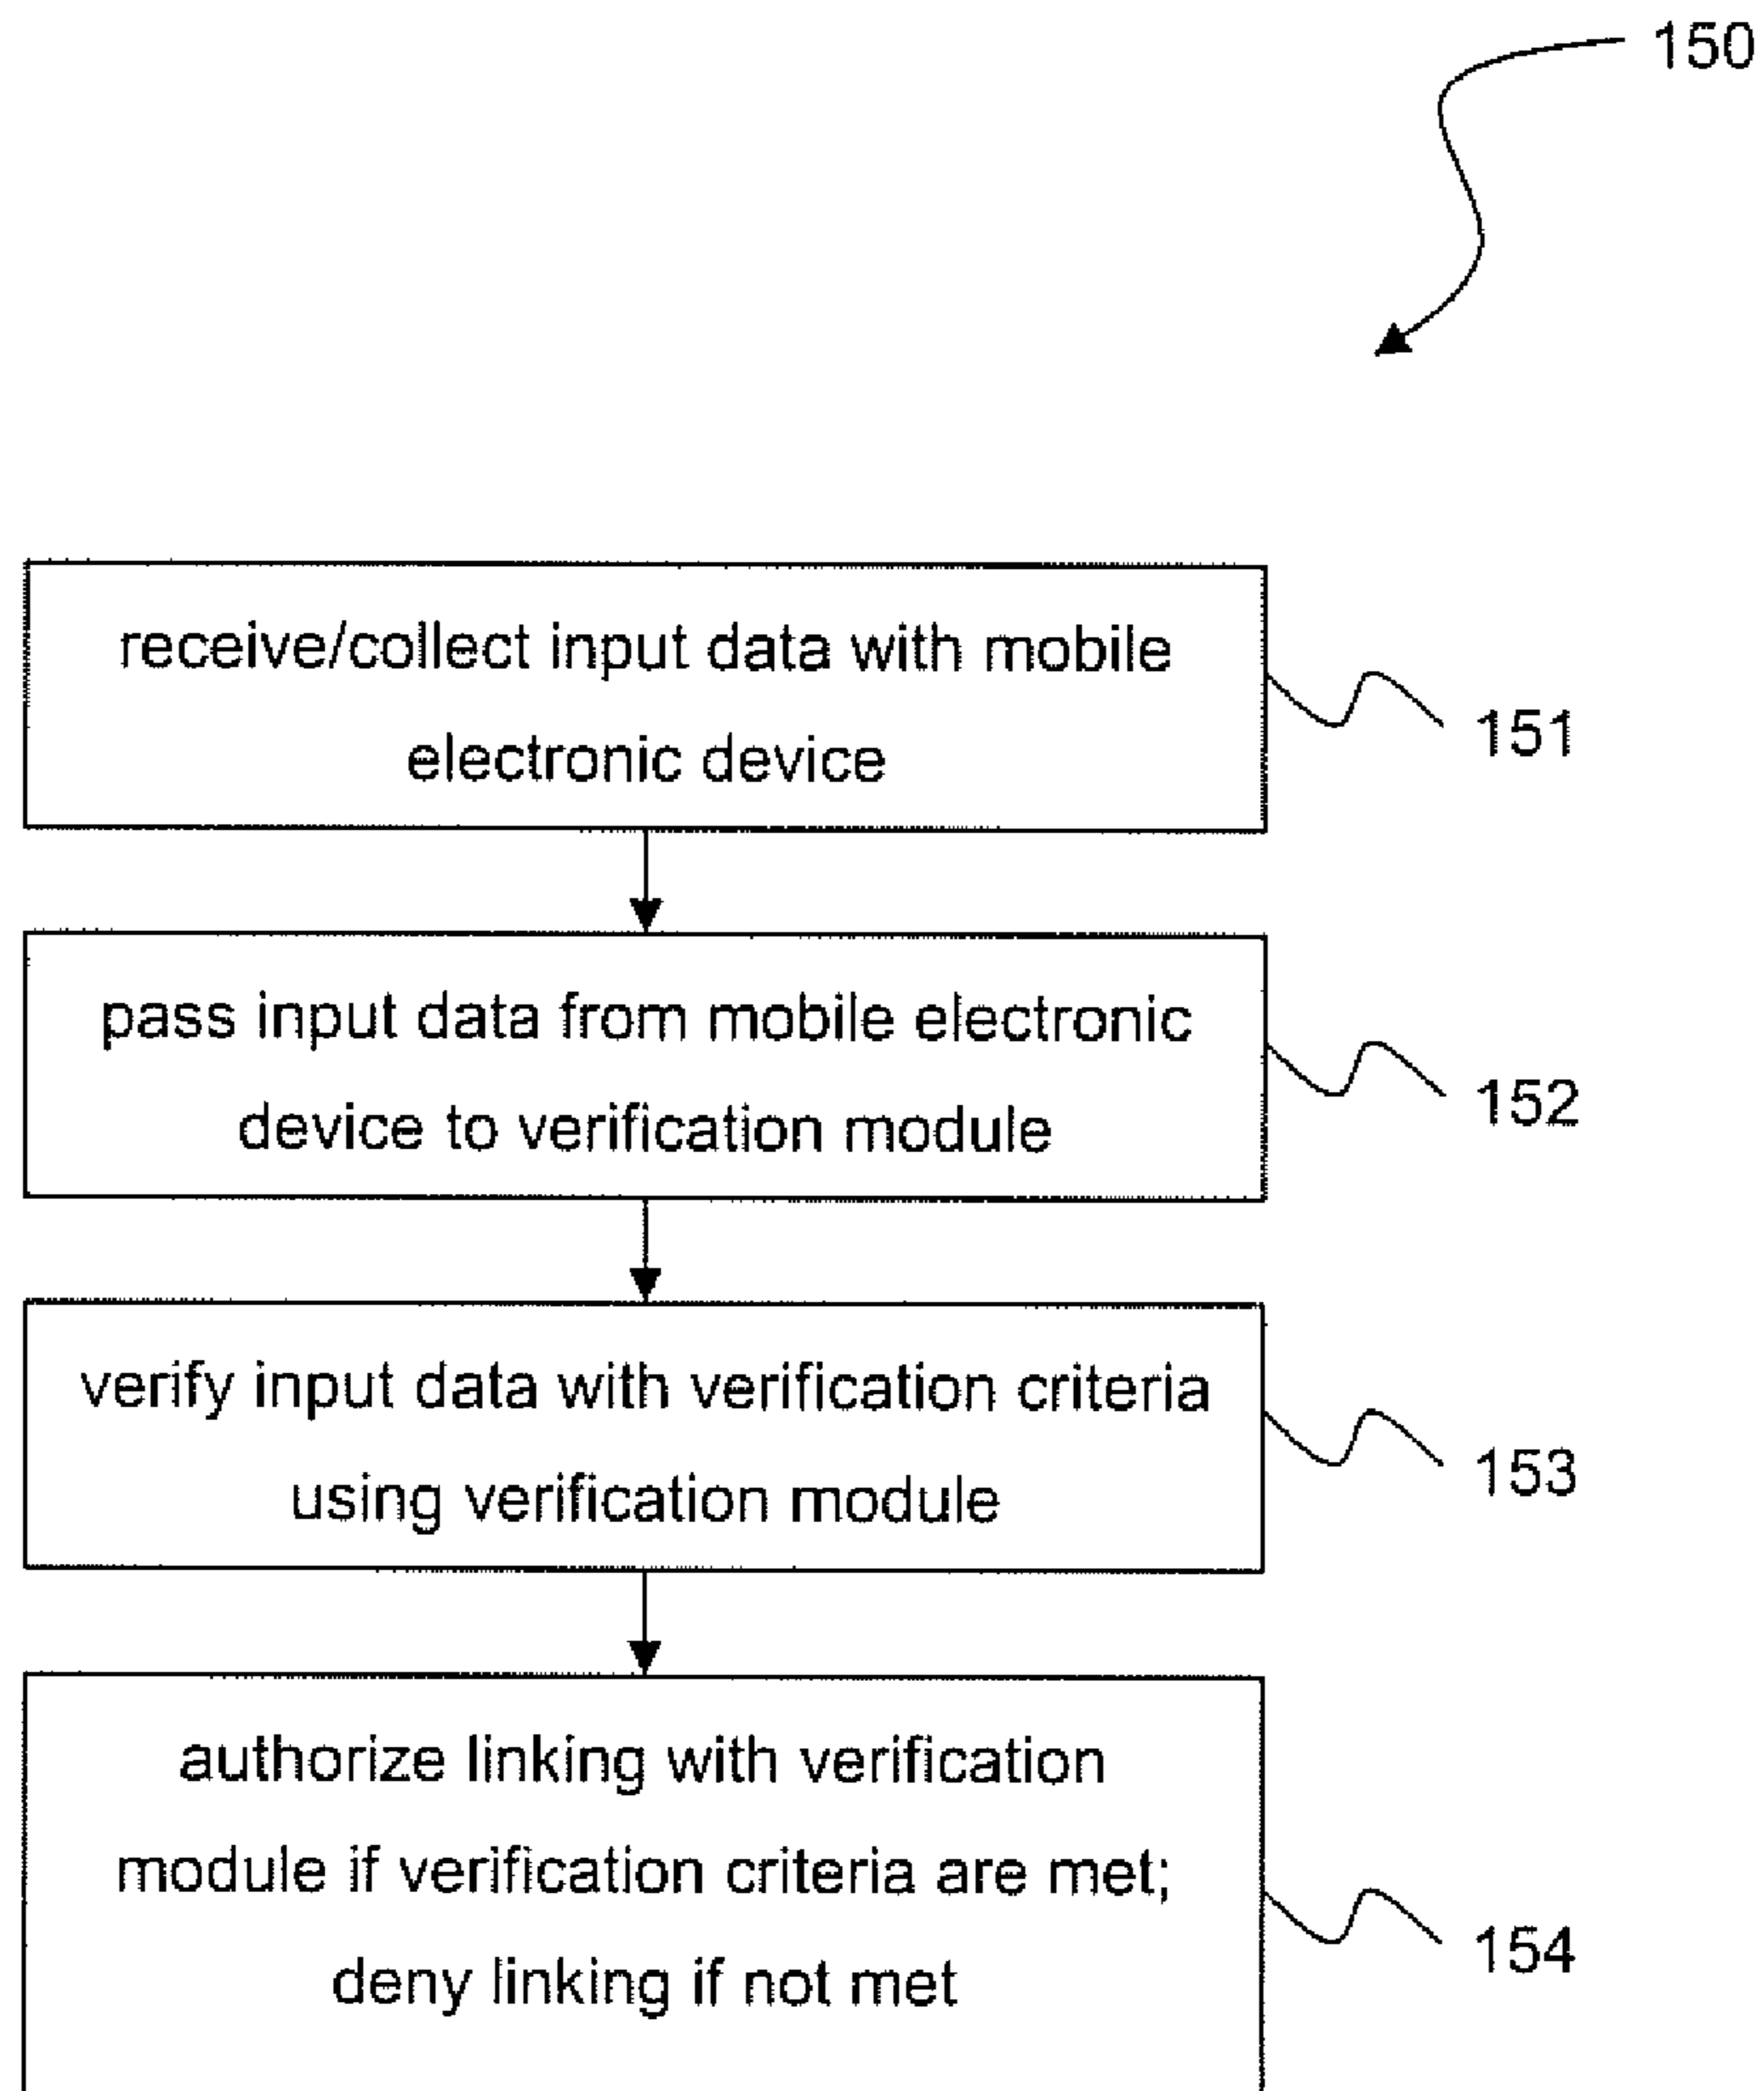 150
receive/collect input data with mobile
electronic device
151
pass input data from mobile electronic
device to verification module
152
verify input data with verification criteria
using verification module
153
authorize linking with verification
module if verification criteria are met;
deny linking if not met
154